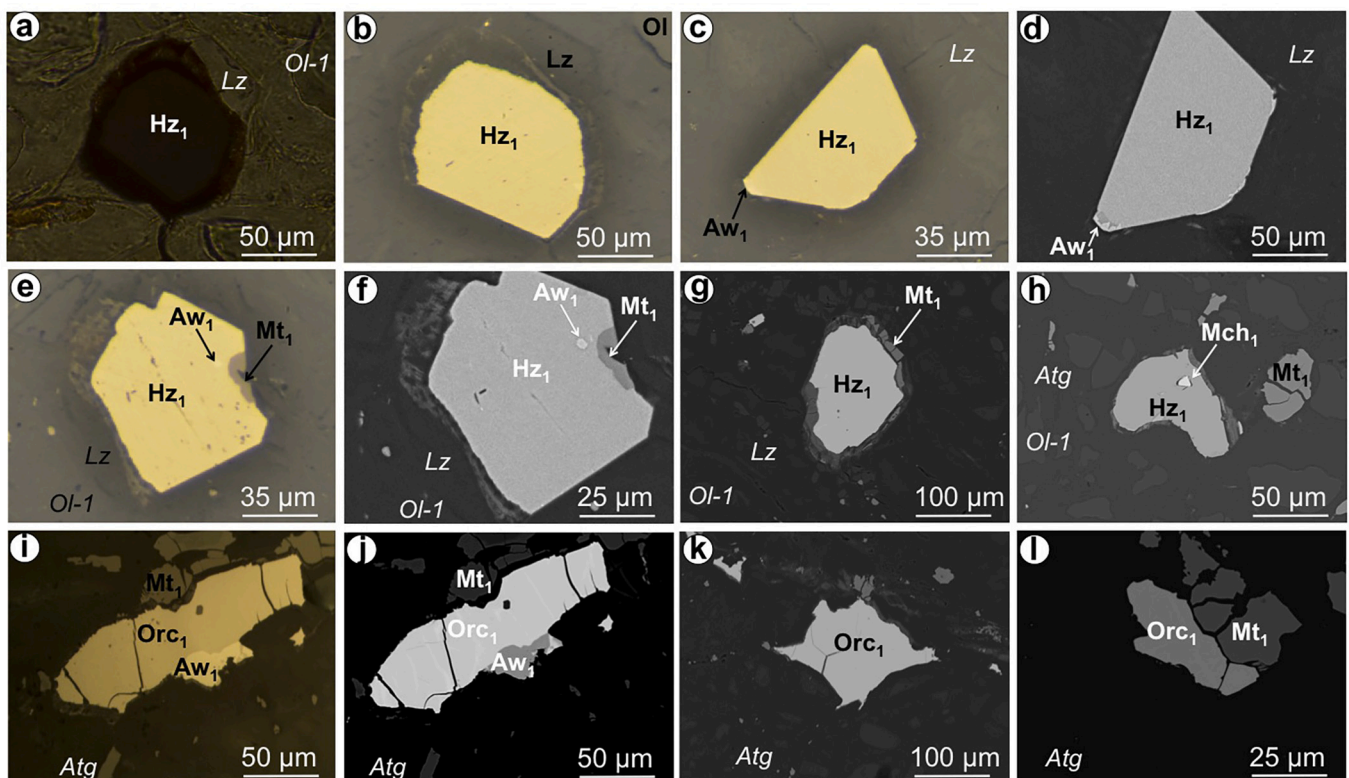 a
Ol-1
Lz
Hz1
50 µm
b
Ol
Lz
Hz1
50 µm
c
Lz
Hz1
Aw1
35 µm
d
Lz
Hz1
Aw1
50 µm
e
Aw1
Mt1
Hz1
Lz
Ol-1
35 µm
f
Aw1
Mt1
Hz1
Lz
Ol-1
25 µm
g
Mt1
Hz1
Lz
Ol-1
100 µm
h
Mch1
Atg
Mt1
Hz1
Ol-1
50 µm
i
Mt1
Orc1
Aw1
50 µm
Atg
j
Mt1
Orc1
Aw1
50 µm
Atg
k
Orc1
100 µm
Atg
l
Orc1
Mt1
25 µm
Atg